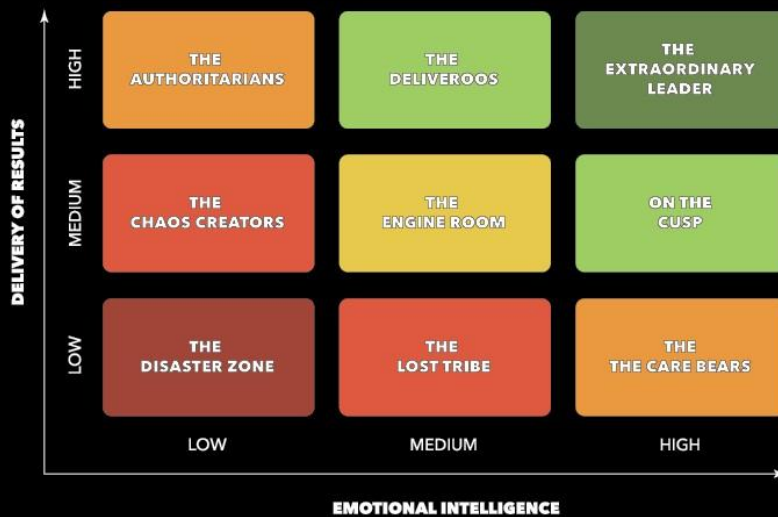 DELIVERY OF RESULTS
HIGH
THE
AUTHORITARIANS
THE
DELIVEROOS
THE
EXTRAORDINARY
LEADER
MEDIUM
THE
CHAOS CREATORS
THE
ENGINE ROOM
ON THE
CUSP
LOW
THE
DISASTER ZONE
THE
LOST TRIBE
THE
THE CARE BEARS
LOW
MEDIUM
HIGH
EMOTIONAL INTELLIGENCE